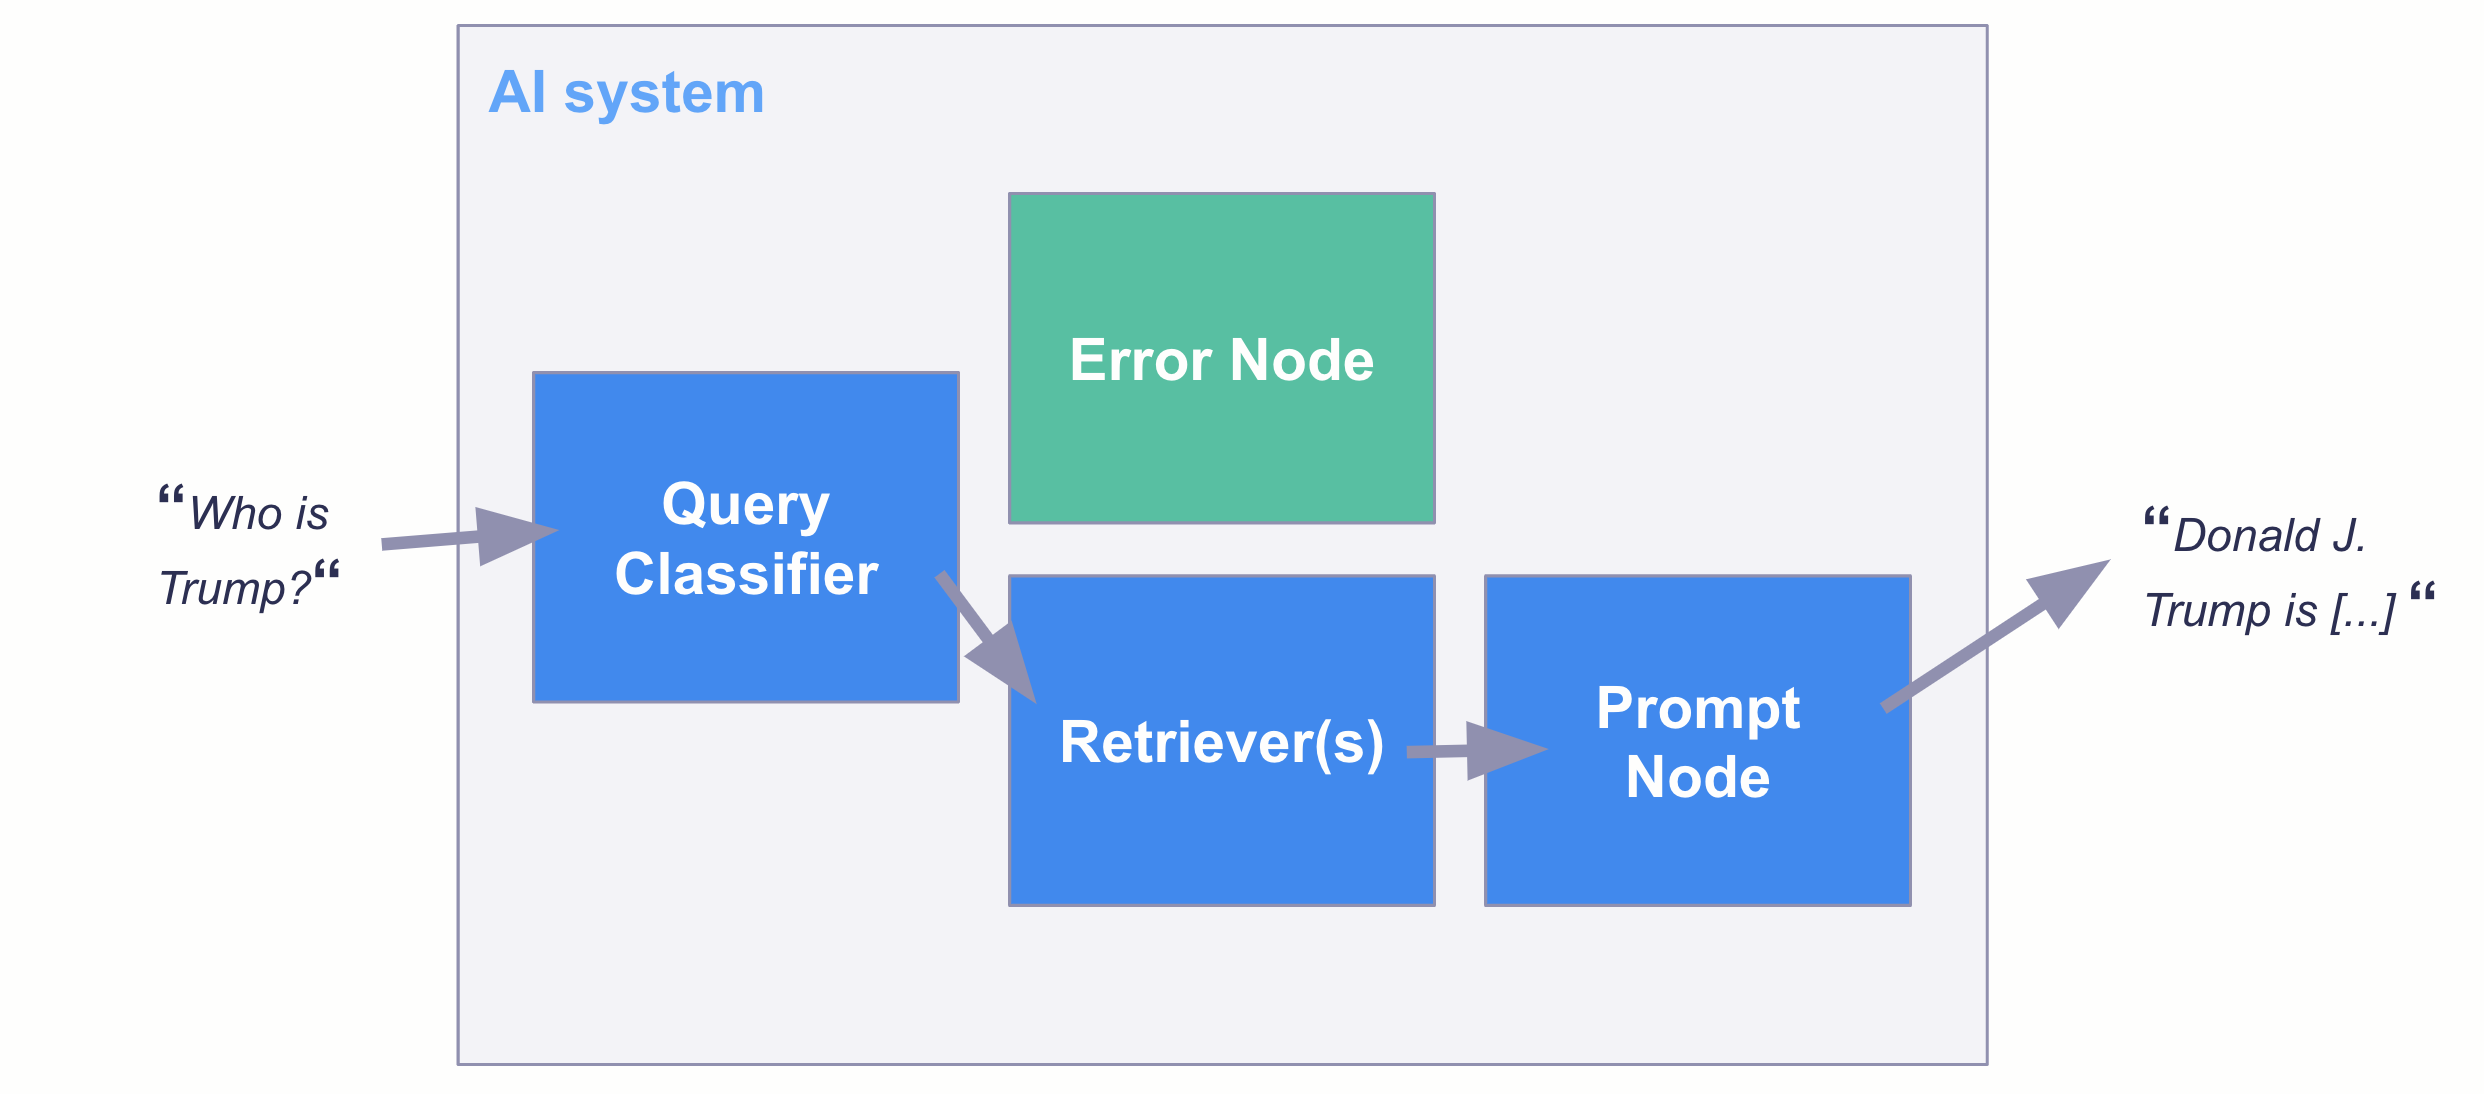 AI system
“Who is
Trump?“
Query
Classifier
Error Node
Retriever(s)
Prompt
Node
“Donald J.
Trump is [...] “